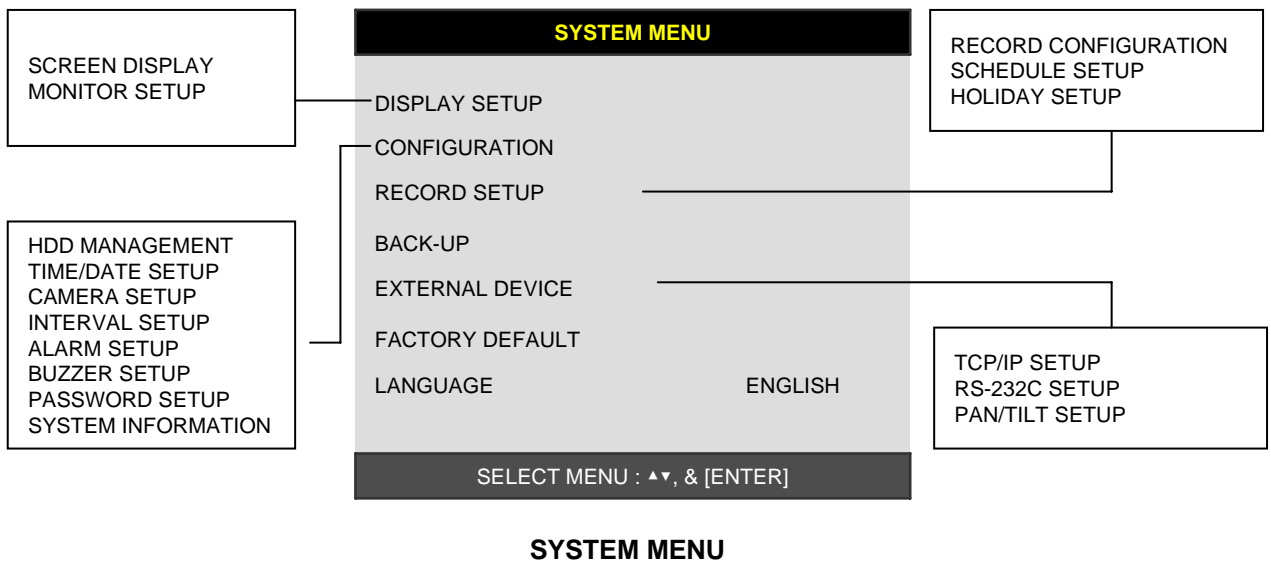 SYSTEM MENU
SCREEN DISPLAY
MONITOR SETUP
RECORD CONFIGURATION
SCHEDULE SETUP
HOLIDAY SETUP
DISPLAY SETUP
CONFIGURATION
RECORD SETUP
BACK-UP
EXTERNAL DEVICE
FACTORY DEFAULT
LANGUAGE ENGLISH
HDD MANAGEMENT
TIME/DATE SETUP
CAMERA SETUP
INTERVAL SETUP
ALARM SETUP
BUZZER SETUP
PASSWORD SETUP
SYSTEM INFORMATION
TCP/IP SETUP
RS-232C SETUP
PAN/TILT SETUP
SELECT MENU : ▲▼, & [ENTER]
SYSTEM MENU